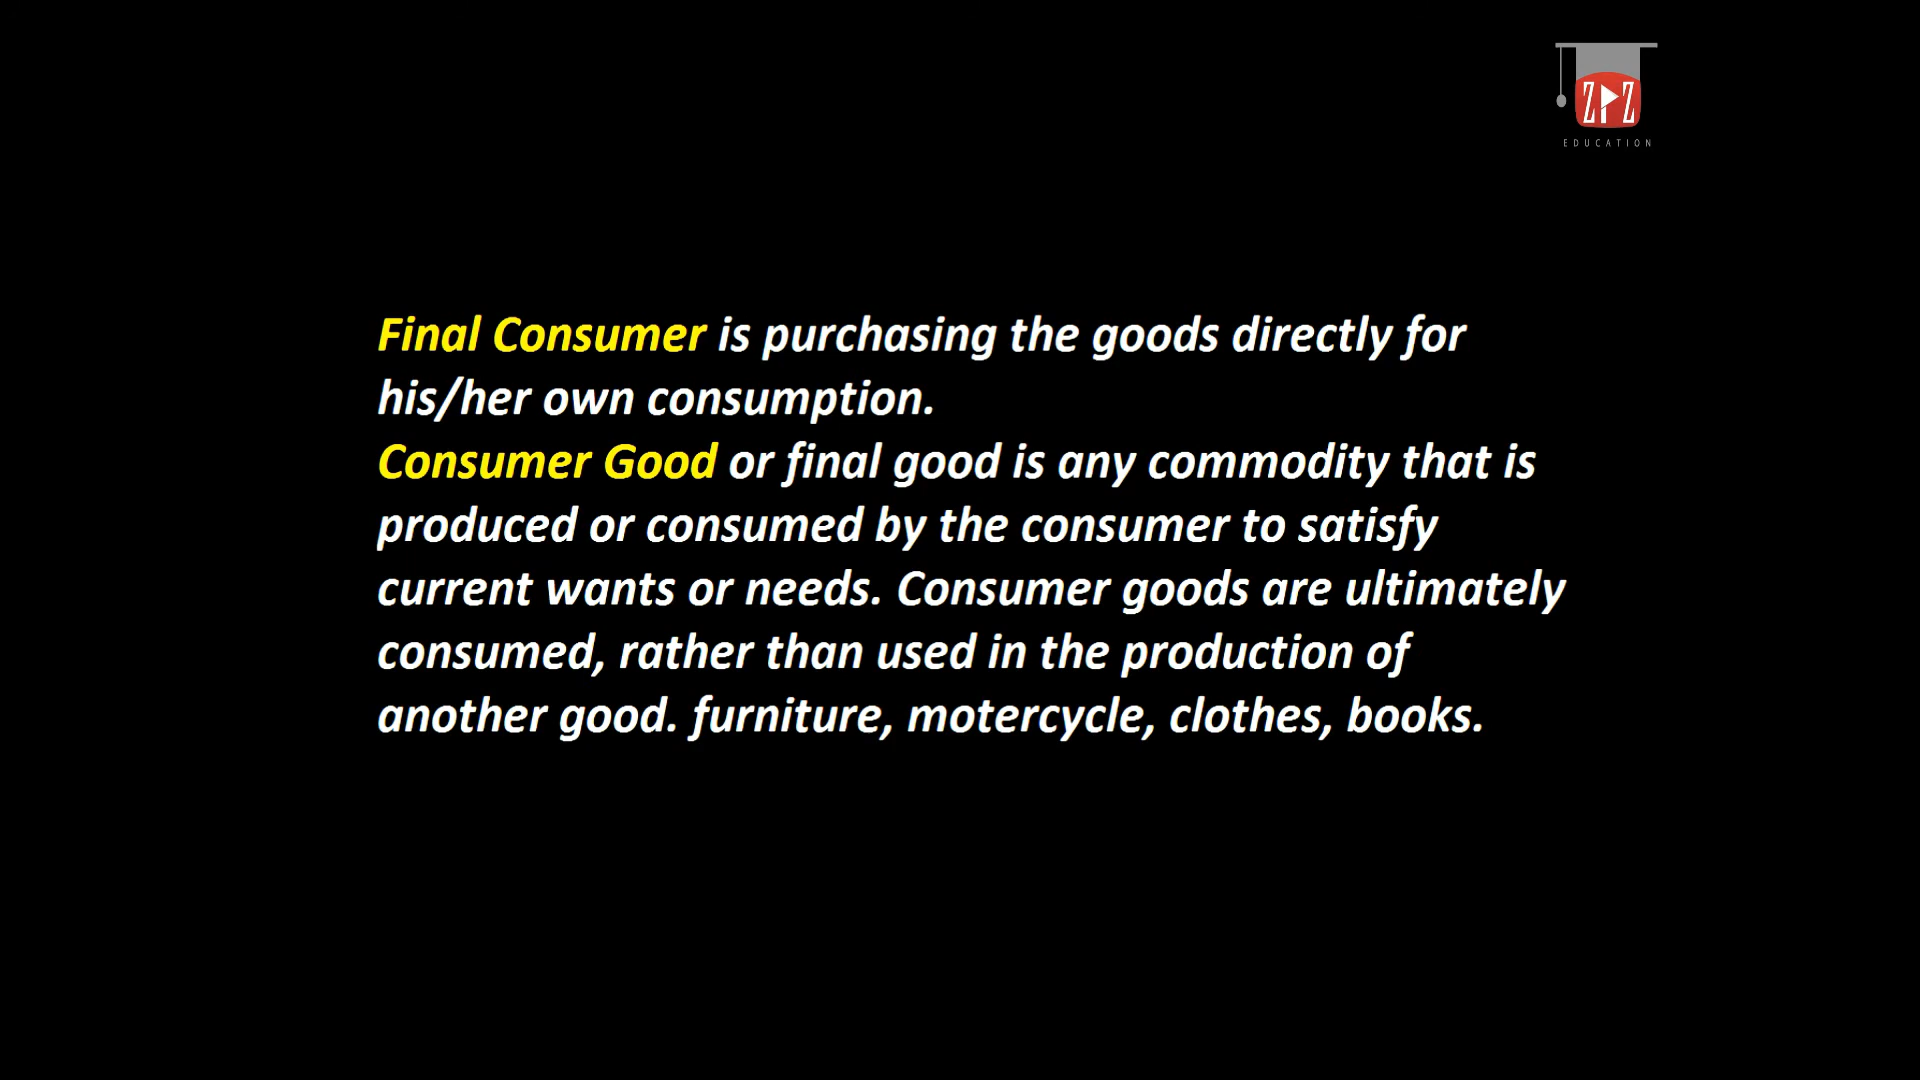 ZPZ
EDUCATION
Final Consumer is purchasing the goods directly for
his/her own consumption.
Consumer Good or final good is any commodity that is
produced or consumed by the consumer to satisfy
current wants or needs. Consumer goods are ultimately
consumed, rather than used in the production of
another good. furniture, motercycle, clothes, books.